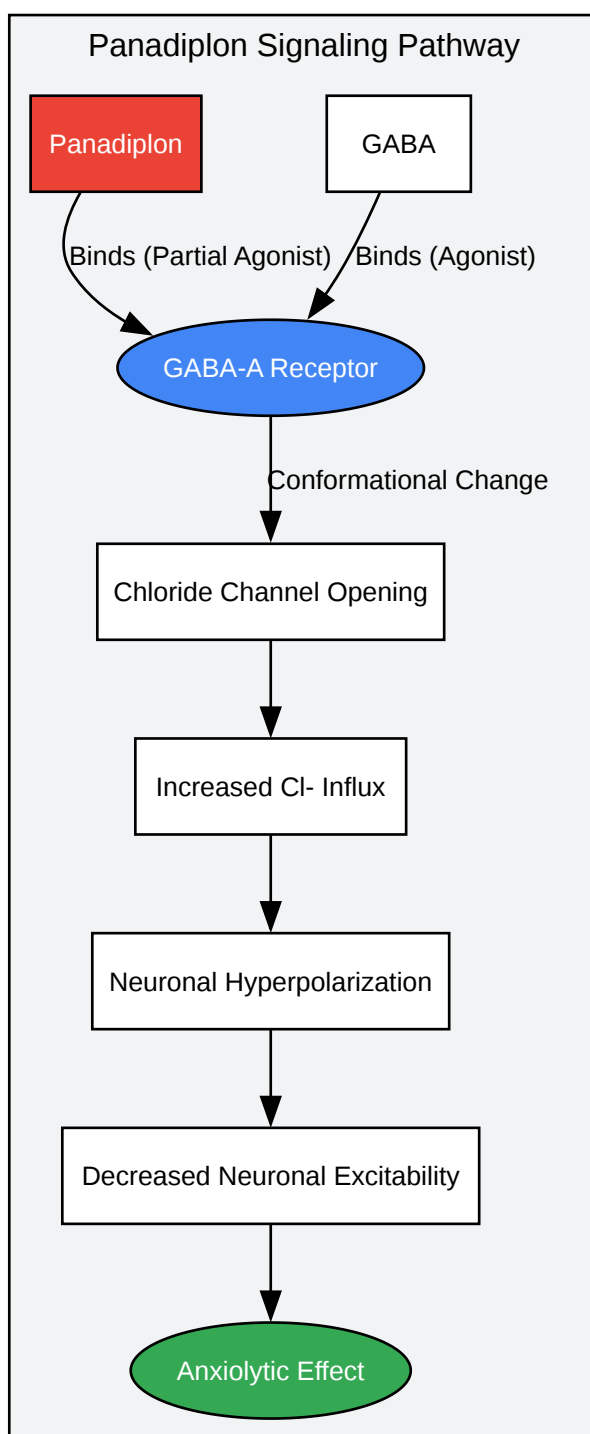 Panadiplon Signaling Pathway
Panadiplon
GABA
Binds (Partial Agonist)
Binds (Agonist)
GABA-A Receptor
Conformational Change
Chloride Channel Opening
Increased Cl- Influx
Neuronal Hyperpolarization
Decreased Neuronal Excitability
Anxiolytic Effect